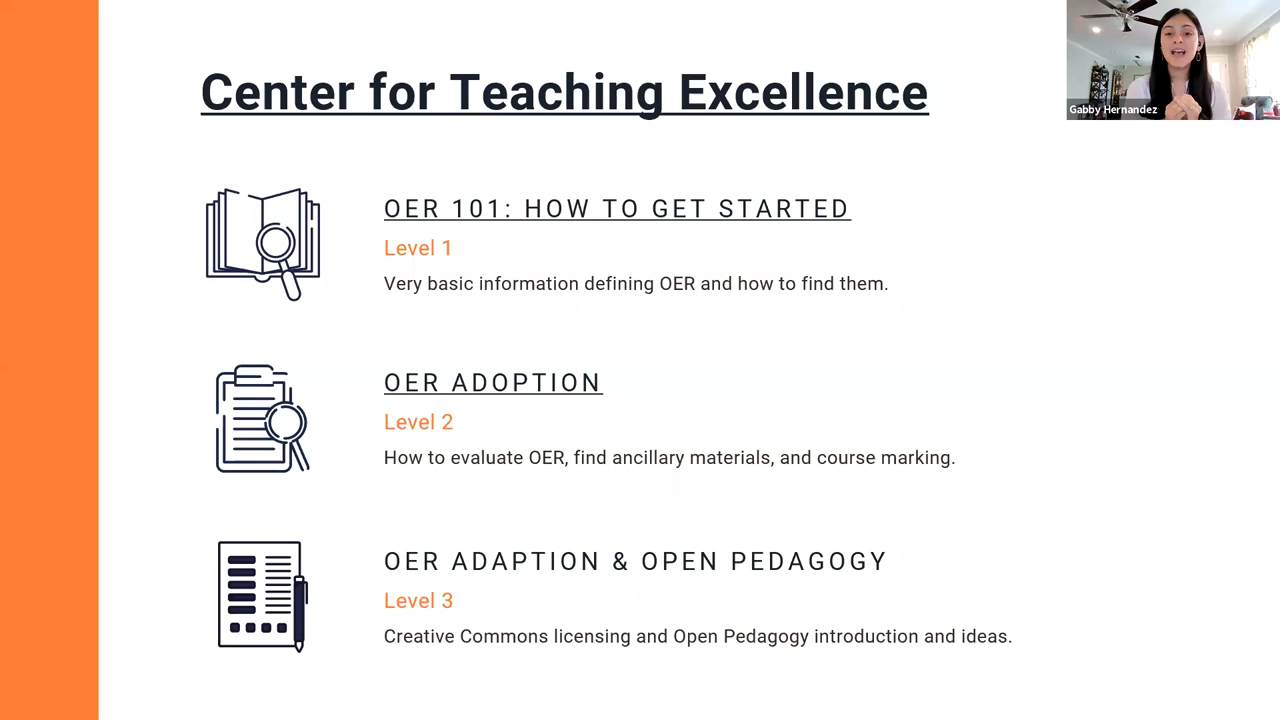 Center for Teaching Excellence
Gabby Hernandez
OER 101: HOW TO GET STARTED
Level 1
Very basic information defining OER and how to find them.
OER ADOPTION
Level 2
How to evaluate OER, find ancillary materials, and course marking.
OER ADAPTION & OPEN PEDAGOGY
Level 3
Creative Commons licensing and Open Pedagogy introduction and ideas.